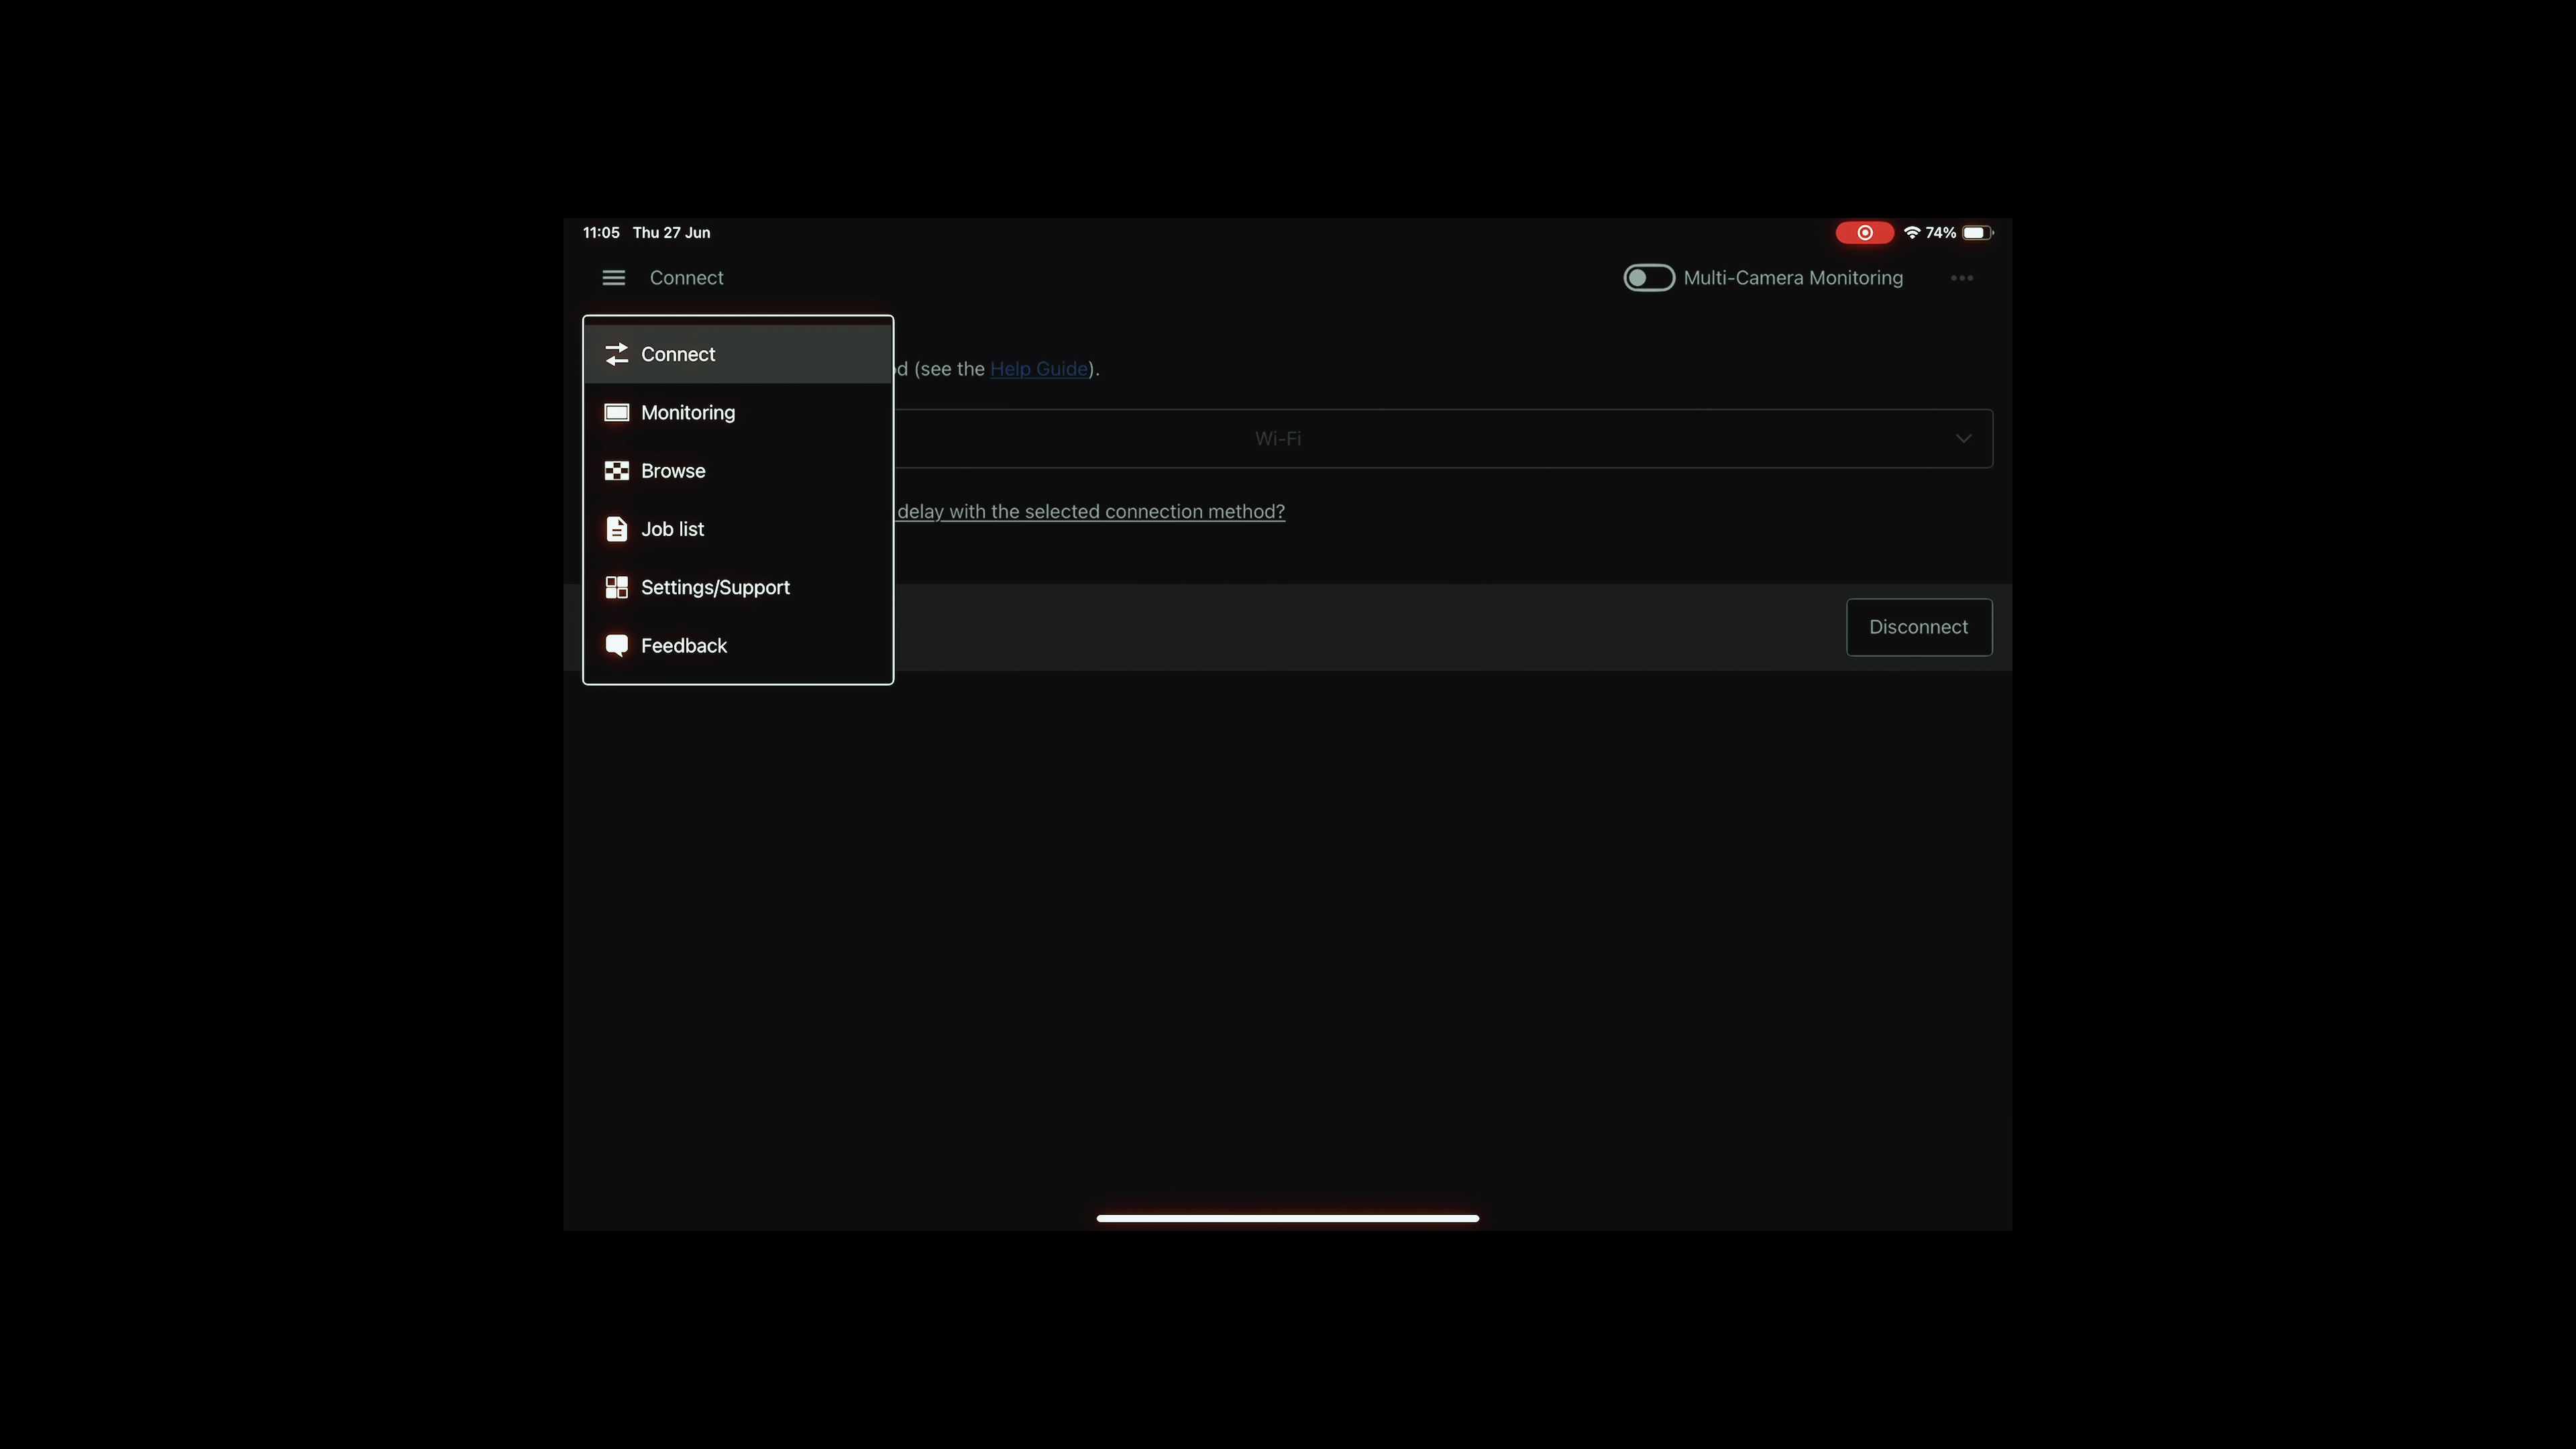 11:05 Thu 27 Jun
74%
Connect
Multi-Camera Monitoring
Connect
d (see the Help Guide).
Monitoring
Wi-Fi
Browse
delay with the selected connection method?
Job list
Settings/Support
Disconnect
Feedback